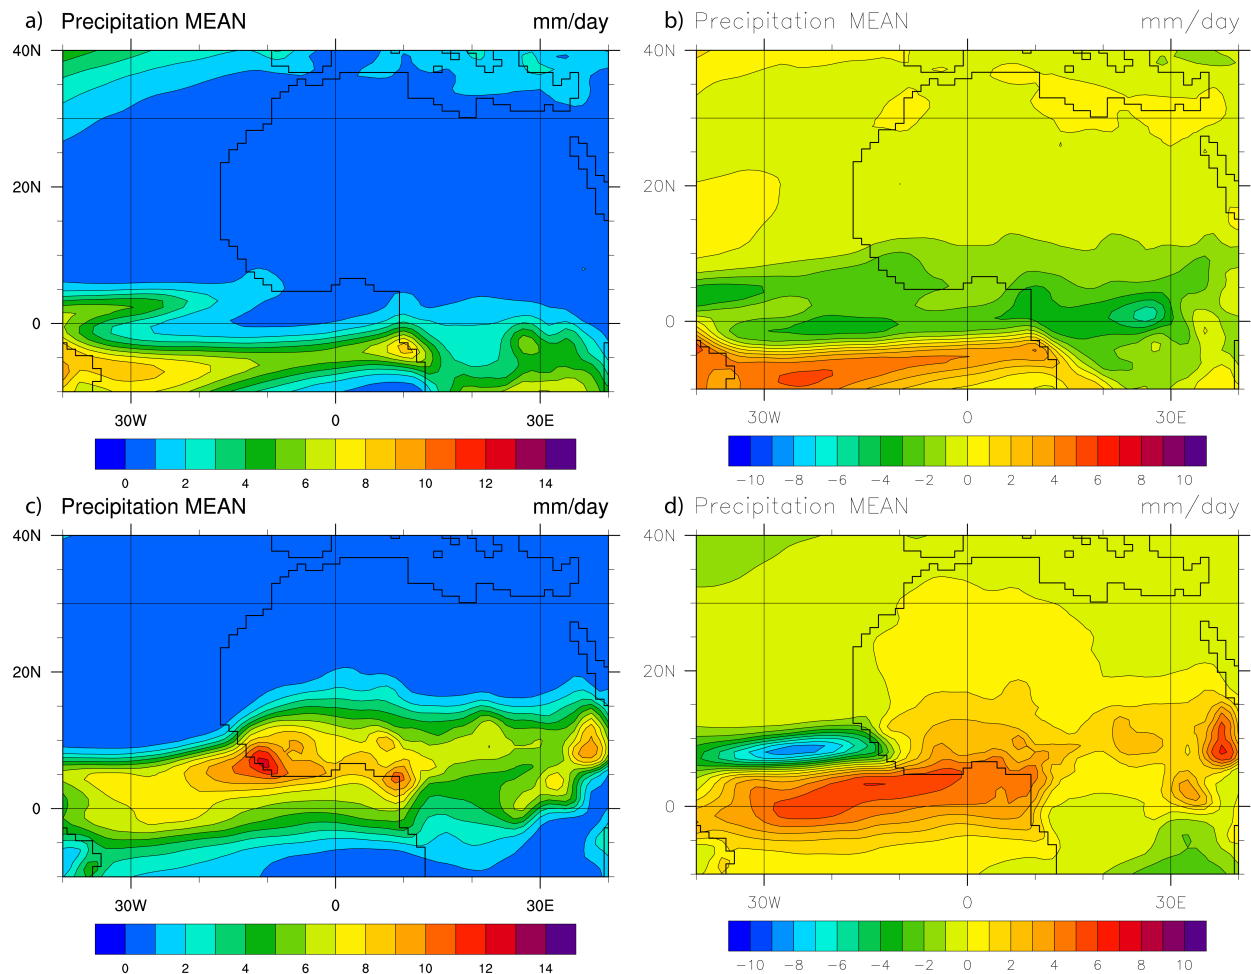 a) Precipitation MEAN mm/day
40N
20N
0
30W 0 30E
0 2 4 6 8 10 12 14
b) Precipitation MEAN mm/day
40N
20N
0
30W 0 30E
-10 -8 -6 -4 -2 0 2 4 6 8 10
c) Precipitation MEAN mm/day
40N
20N
0
30W 0 30E
0 2 4 6 8 10 12 14
d) Precipitation MEAN mm/day
40N
20N
0
30W 0 30E
-10 -8 -6 -4 -2 0 2 4 6 8 10